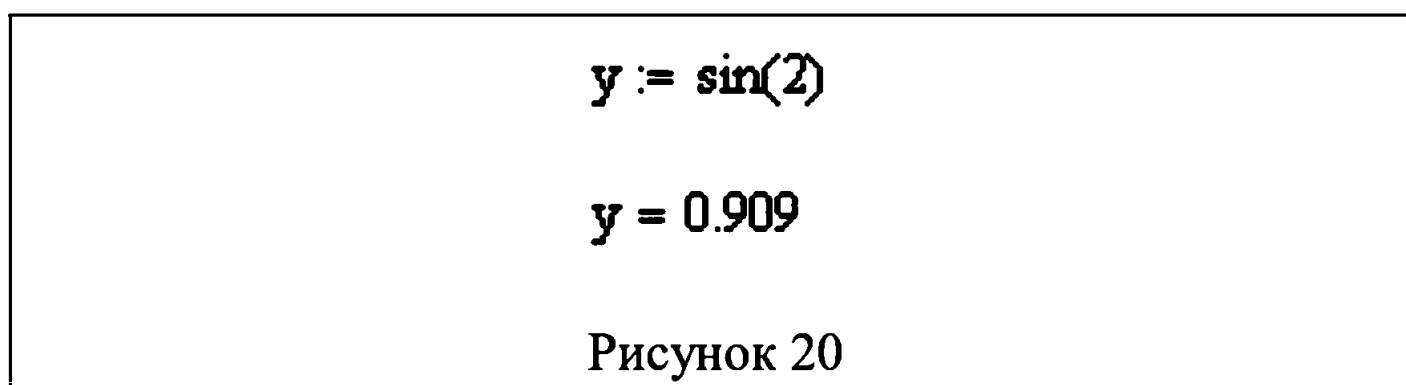 y := sin(2)
y = 0.909
Рисунок 20